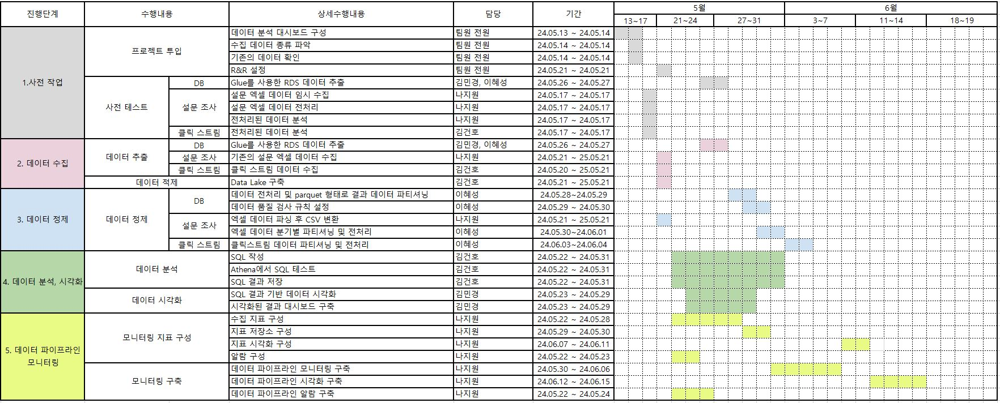 진행단계 수행내용 상세수행내용 담당 기간 5월 6월
13~17 21~24 27~31 3~7 11~14 18~19
1.사전 작업
프로젝트 투입
데이터 분석 대시보드 구성 팀원 전원 24.05.13 ~ 24.05.14
수집 데이터 종류 파악 팀원 전원 24.05.14 ~ 24.05.14
기존의 데이터 확인 팀원 전원 24.05.14 ~ 24.05.14
R&R 설정 팀원 전원 24.05.21 ~ 24.05.21
사전 테스트
DB Glue를 사용한 RDS 데이터 추출 김민경, 이혜성 24.05.26 ~ 24.05.27
설문 조사
설문 엑셀 데이터 임시 수집 나지원 24.05.17 ~ 24.05.17
설문 엑셀 데이터 전처리 나지원 24.05.17 ~ 24.05.17
전처리된 데이터 분석 나지원 24.05.17 ~ 24.05.17
클릭 스트림 전처리된 데이터 분석 김건호 24.05.17 ~ 24.05.17
2. 데이터 수집
데이터 추출
DB Glue를 사용한 RDS 데이터 추출 김민경, 이혜성 24.05.26 ~ 24.05.27
설문 조사 기존의 설문 엑셀 데이터 수집 나지원 24.05.21 ~ 25.05.21
클릭 스트림 클릭 스트림 데이터 수집 김건호 24.05.20 ~ 25.05.21
데이터 적제 Data Lake 구축 김건호 24.05.21 ~ 25.05.21
3. 데이터 정제
데이터 정제
DB
데이터 전처리 및 parquet 형태로 결과 데이터 파티셔닝 이혜성 24.05.28~24.05.29
데이터 품질 검사 규칙 설정 이혜성 24.05.29 ~ 24.05.30
설문 조사
엑셀 데이터 파싱 후 CSV 변환 나지원 24.05.21 ~ 25.05.21
엑셀 데이터 분기별 파티셔닝 및 전처리 이혜성 24.05.30~24.06.01
클릭 스트림 클릭스트림 데이터 파티셔닝 및 전처리 이혜성 24.06.03~24.06.04
4. 데이터 분석, 시각화
데이터 분석
SQL 작성 김건호 24.05.22 ~ 24.05.31
Athena에서 SQL 테스트 김건호 24.05.22 ~ 24.05.31
SQL 결과 저장 김건호 24.05.22 ~ 24.05.31
데이터 시각화
SQL 결과 기반 데이터 시각화 김민경 24.05.23 ~ 24.05.29
시각화된 결과 대시보드 구축 김민경 24.05.23 ~ 24.05.29
5. 데이터 파이프라인
모니터링
모니터링 지표 구성
수집 지표 구성 나지원 24.05.22 ~ 24.05.28
지표 저장소 구성 나지원 24.05.29 ~ 24.05.30
지표 시각화 구성 나지원 24.06.07 ~ 24.06.11
알람 구성 나지원 24.05.22 ~ 24.05.23
모니터링 구축
데이터 파이프라인 모니터링 구축 나지원 24.05.30 ~ 24.06.06
데이터 파이프라인 시각화 구축 나지원 24.06.12 ~ 24.06.15
데이터 파이프라인 알람 구축 나지원 24.05.22 ~ 24.05.24